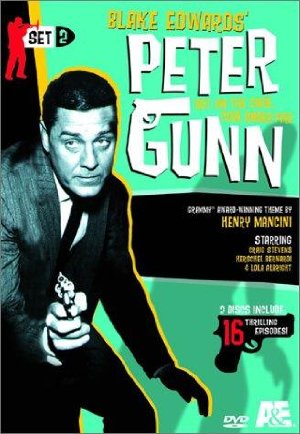 SET 2
BLAKE EDWARDS'
PETER
GUNN
GRAMMY® AWARD-WINNING THEME BY
HENRY MANCINI
STARRING
CRAIG STEVENS
HERSCHEL BERNARDI
& LOLA ALBRIGHT
2 DISCS INCLUDE
16 THRILLING
EPISODES!
DVD
A&E